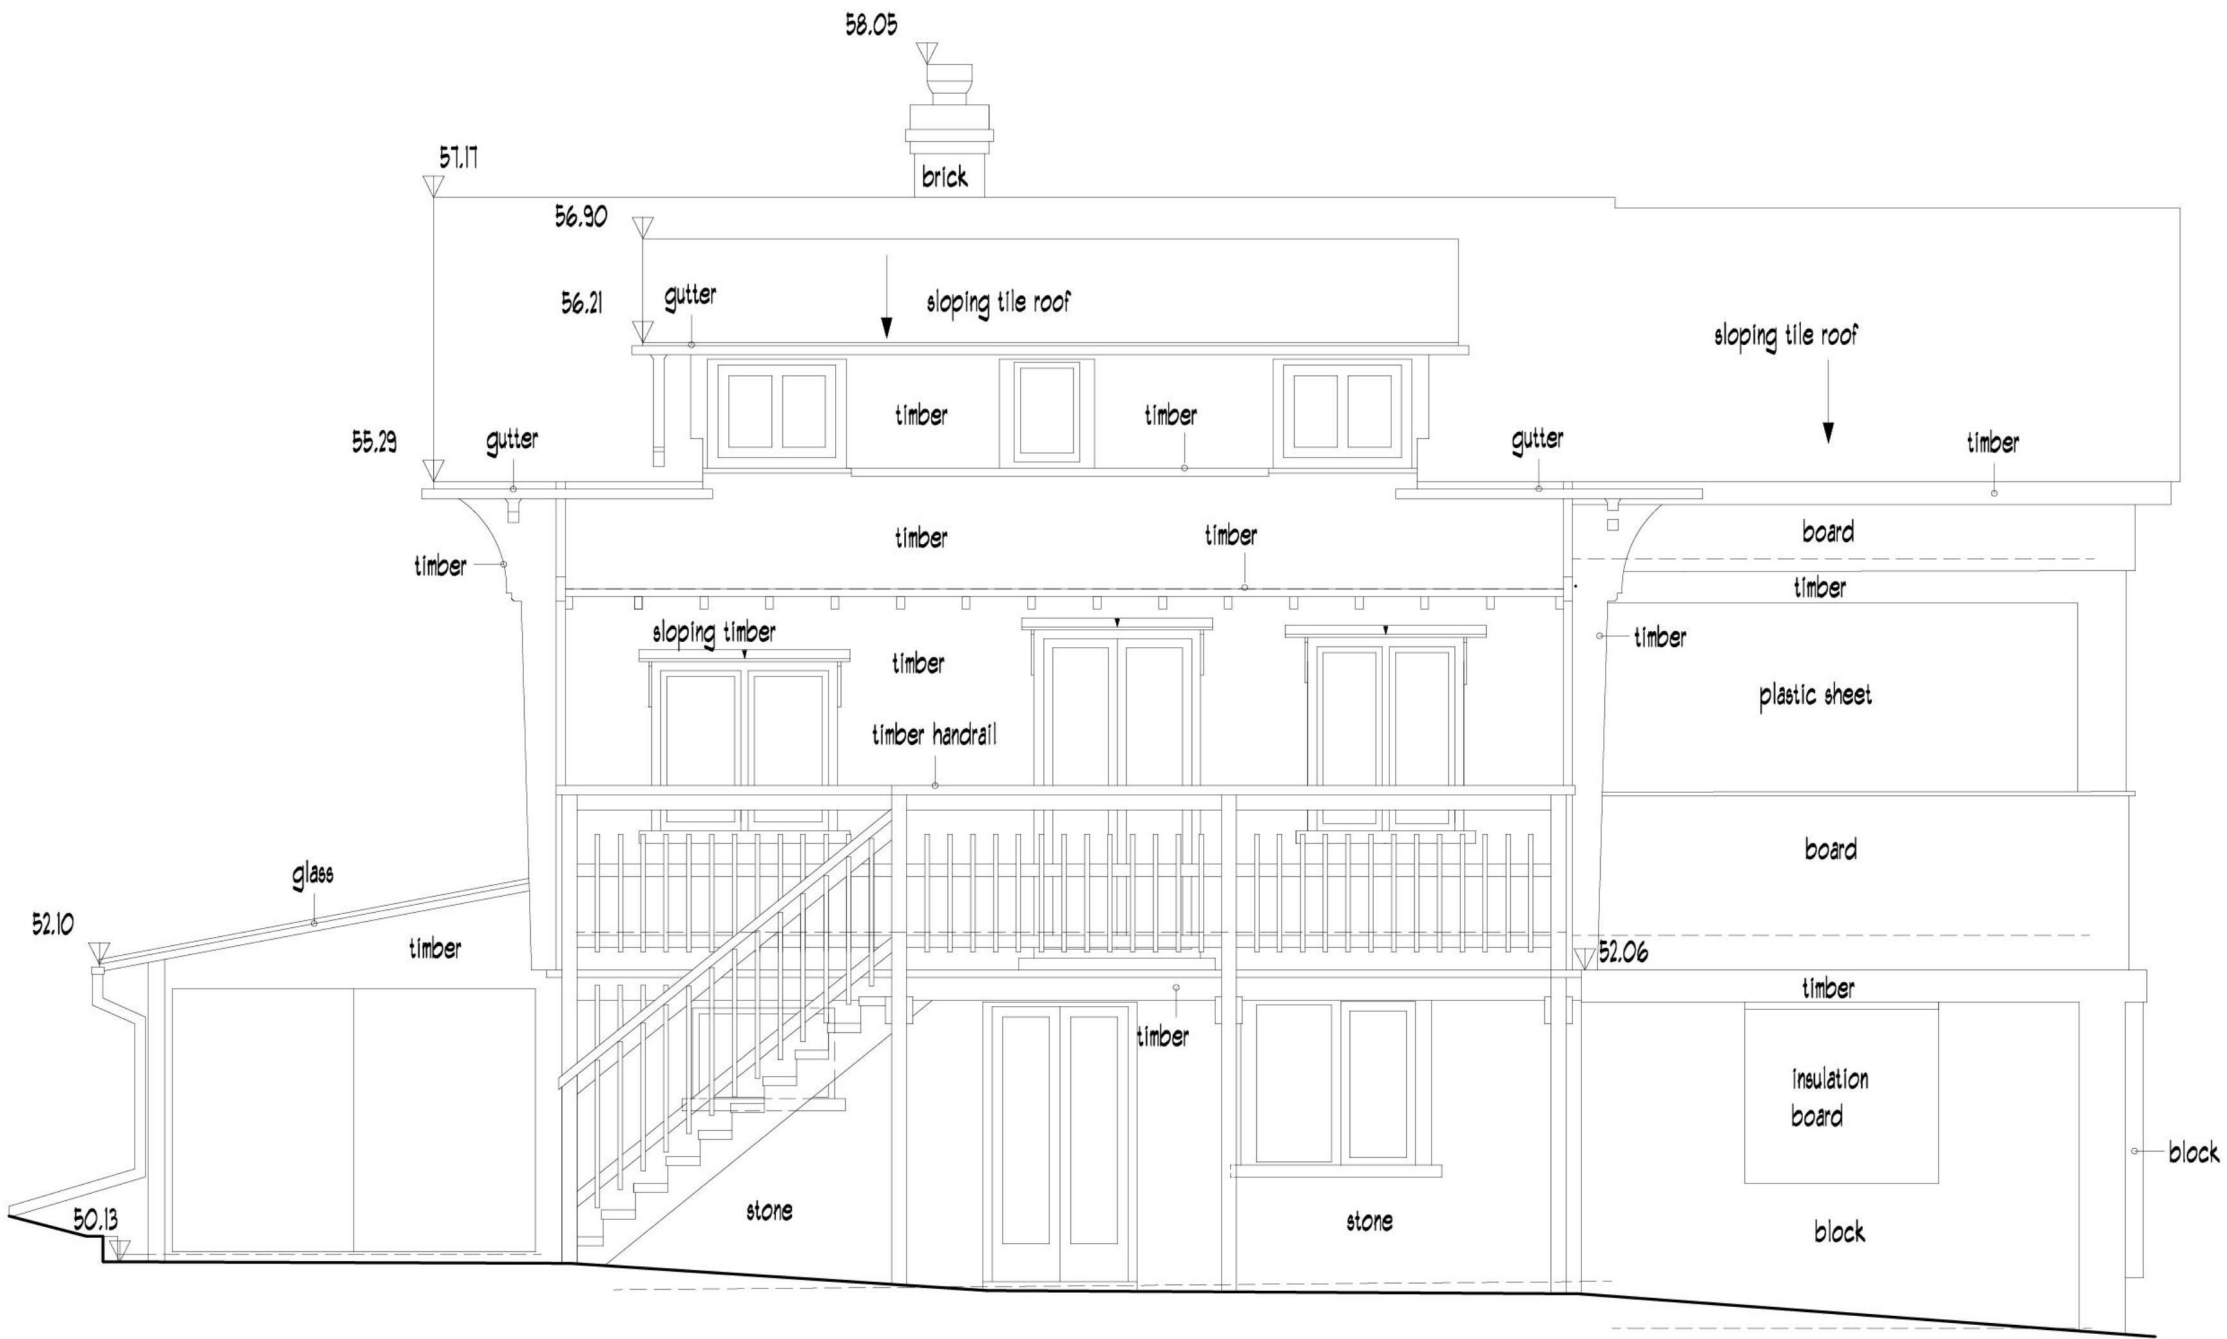 58.05
57.17
brick
56.90
56.21
gutter
sloping tile roof
sloping tile roof
timber
timber
55.29
gutter
gutter
timber
timber
timber
board
timber
timber
sloping timber
timber
timber
plastic sheet
timber handrail
board
glass
52.10
timber
52.06
timber
timber
insulation
board
block
stone
50.13
stone
block